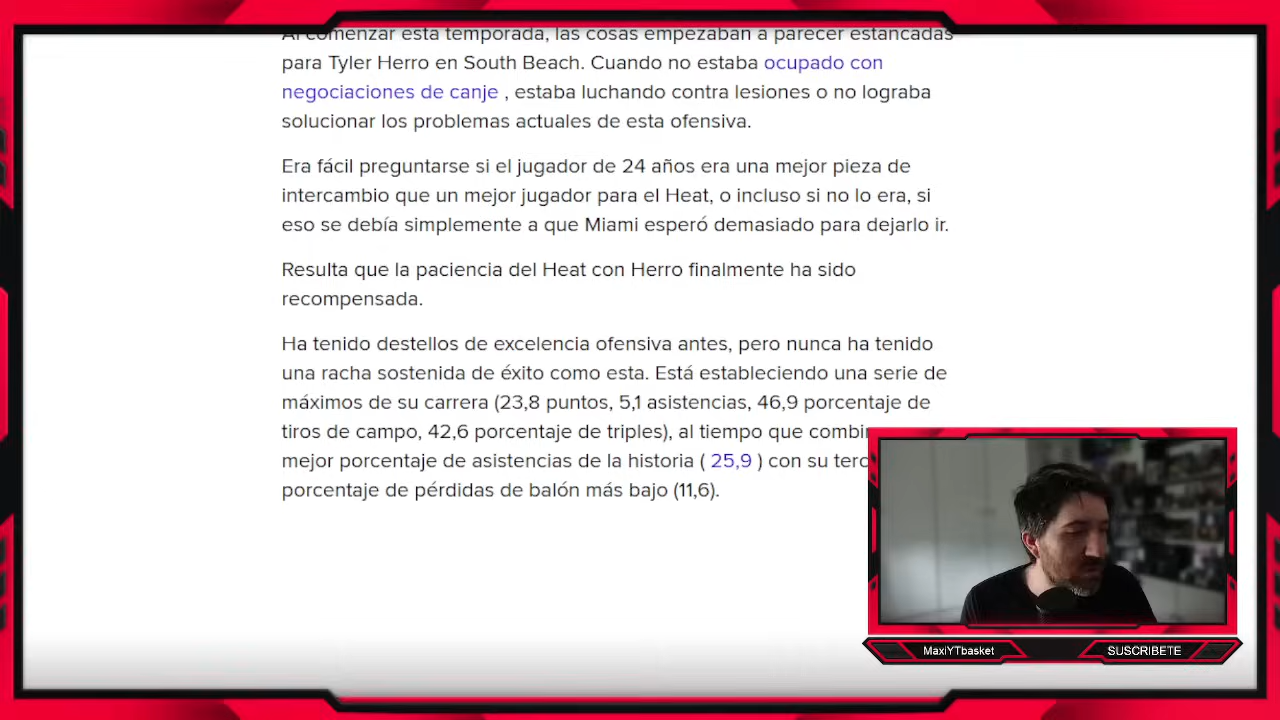 Al comenzar esta temporada, las cosas empezaban a parecer estancadas
para Tyler Herro en South Beach. Cuando no estaba ocupado con
negociaciones de canje , estaba luchando contra lesiones o no lograba
solucionar los problemas actuales de esta ofensiva.
Era fácil preguntarse si el jugador de 24 años era una mejor pieza de
intercambio que un mejor jugador para el Heat, o incluso si no lo era, si
eso se debía simplemente a que Miami esperó demasiado para dejarlo ir.
Resulta que la paciencia del Heat con Herro finalmente ha sido
recompensada.
Ha tenido destellos de excelencia ofensiva antes, pero nunca ha tenido
una racha sostenida de éxito como esta. Está estableciendo una serie de
máximos de su carrera (23,8 puntos, 5,1 asistencias, 46,9 porcentaje de
tiros de campo, 42,6 porcentaje de triples), al tiempo que
mejor porcentaje de asistencias de la historia ( 25,9 ) con su
porcentaje de pérdidas de balón más bajo (11,6).
MaxiYTbasket
SUSCRIBETE